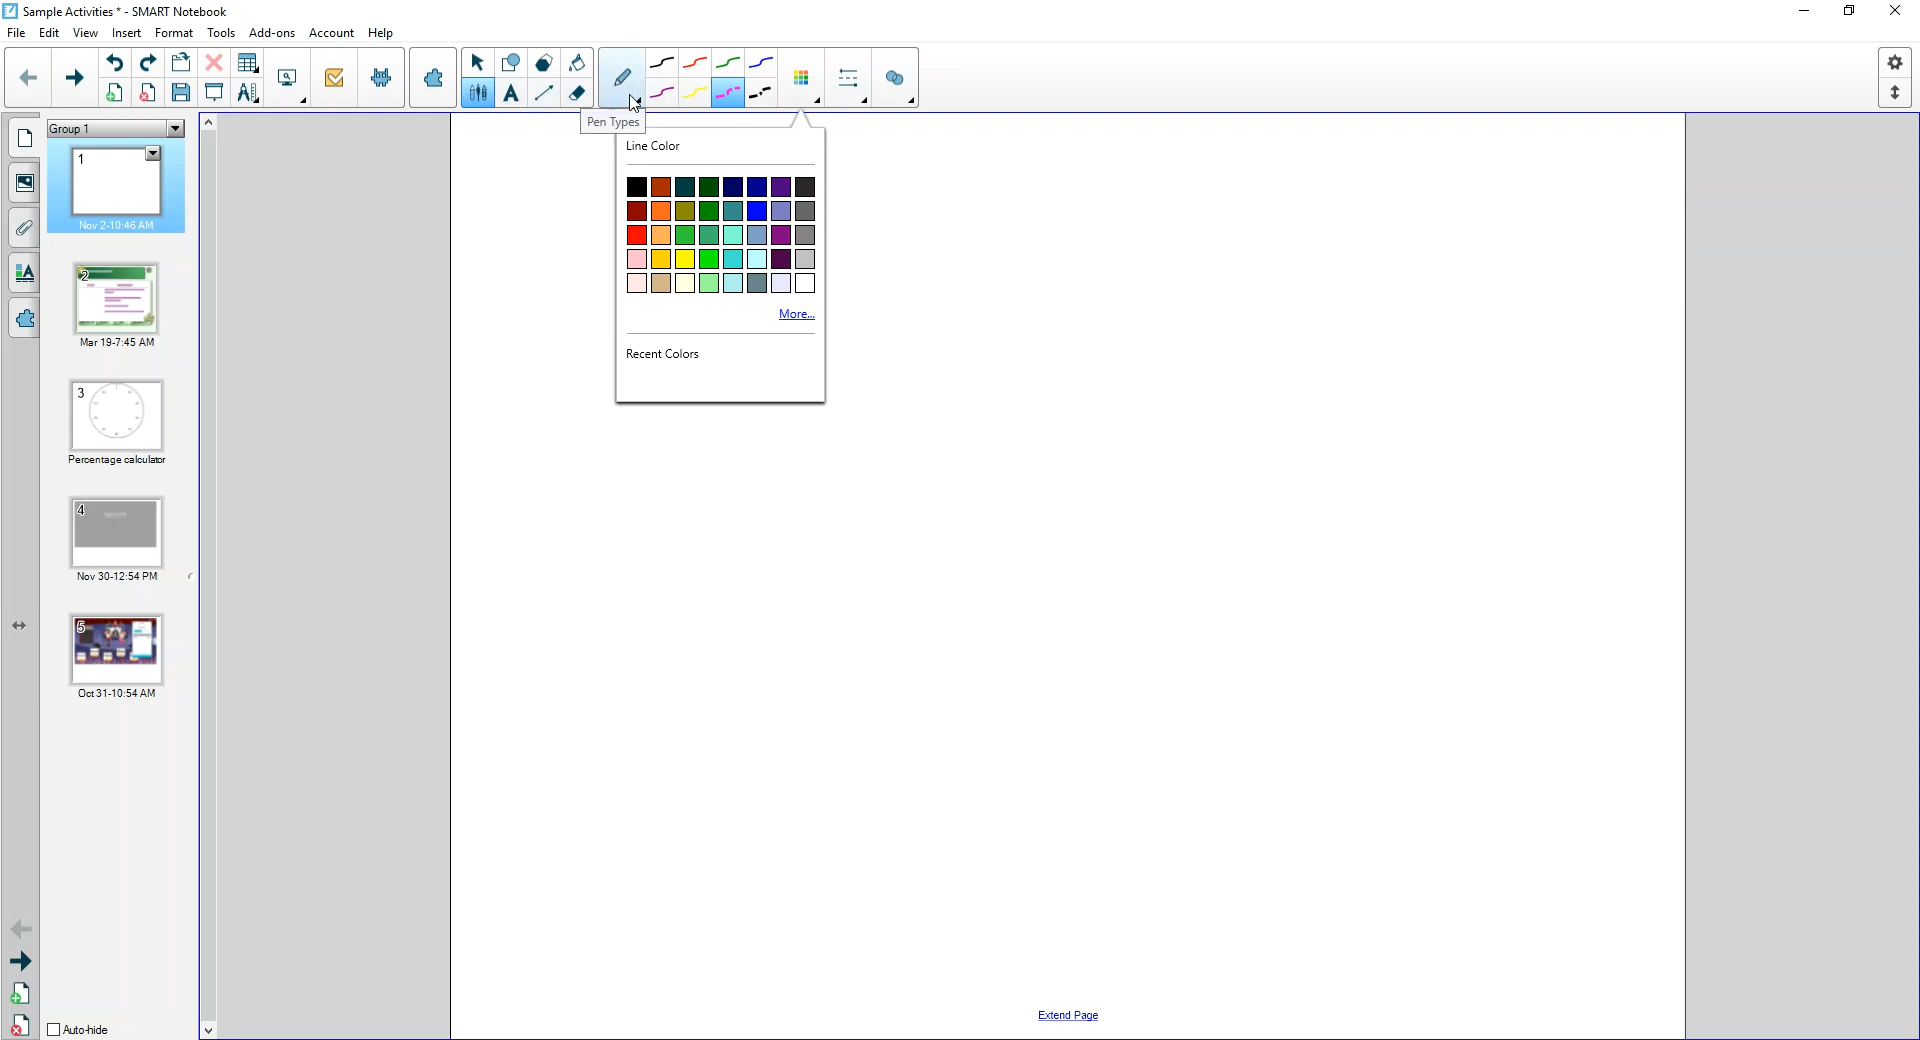 Sample Activities * - SMART Notebook
File Edit View Insert Format Tools Add-ons Account Help
Pen Types
Group 1
Line Color
1
Nov 2-10:46 AM
2
Mar 19-7:45 AM
More...
Recent Colors
3
Percentage calculator
4
Nov 30-12:54 PM
5
Oct 31-10:54 AM
Extend Page
Auto-hide